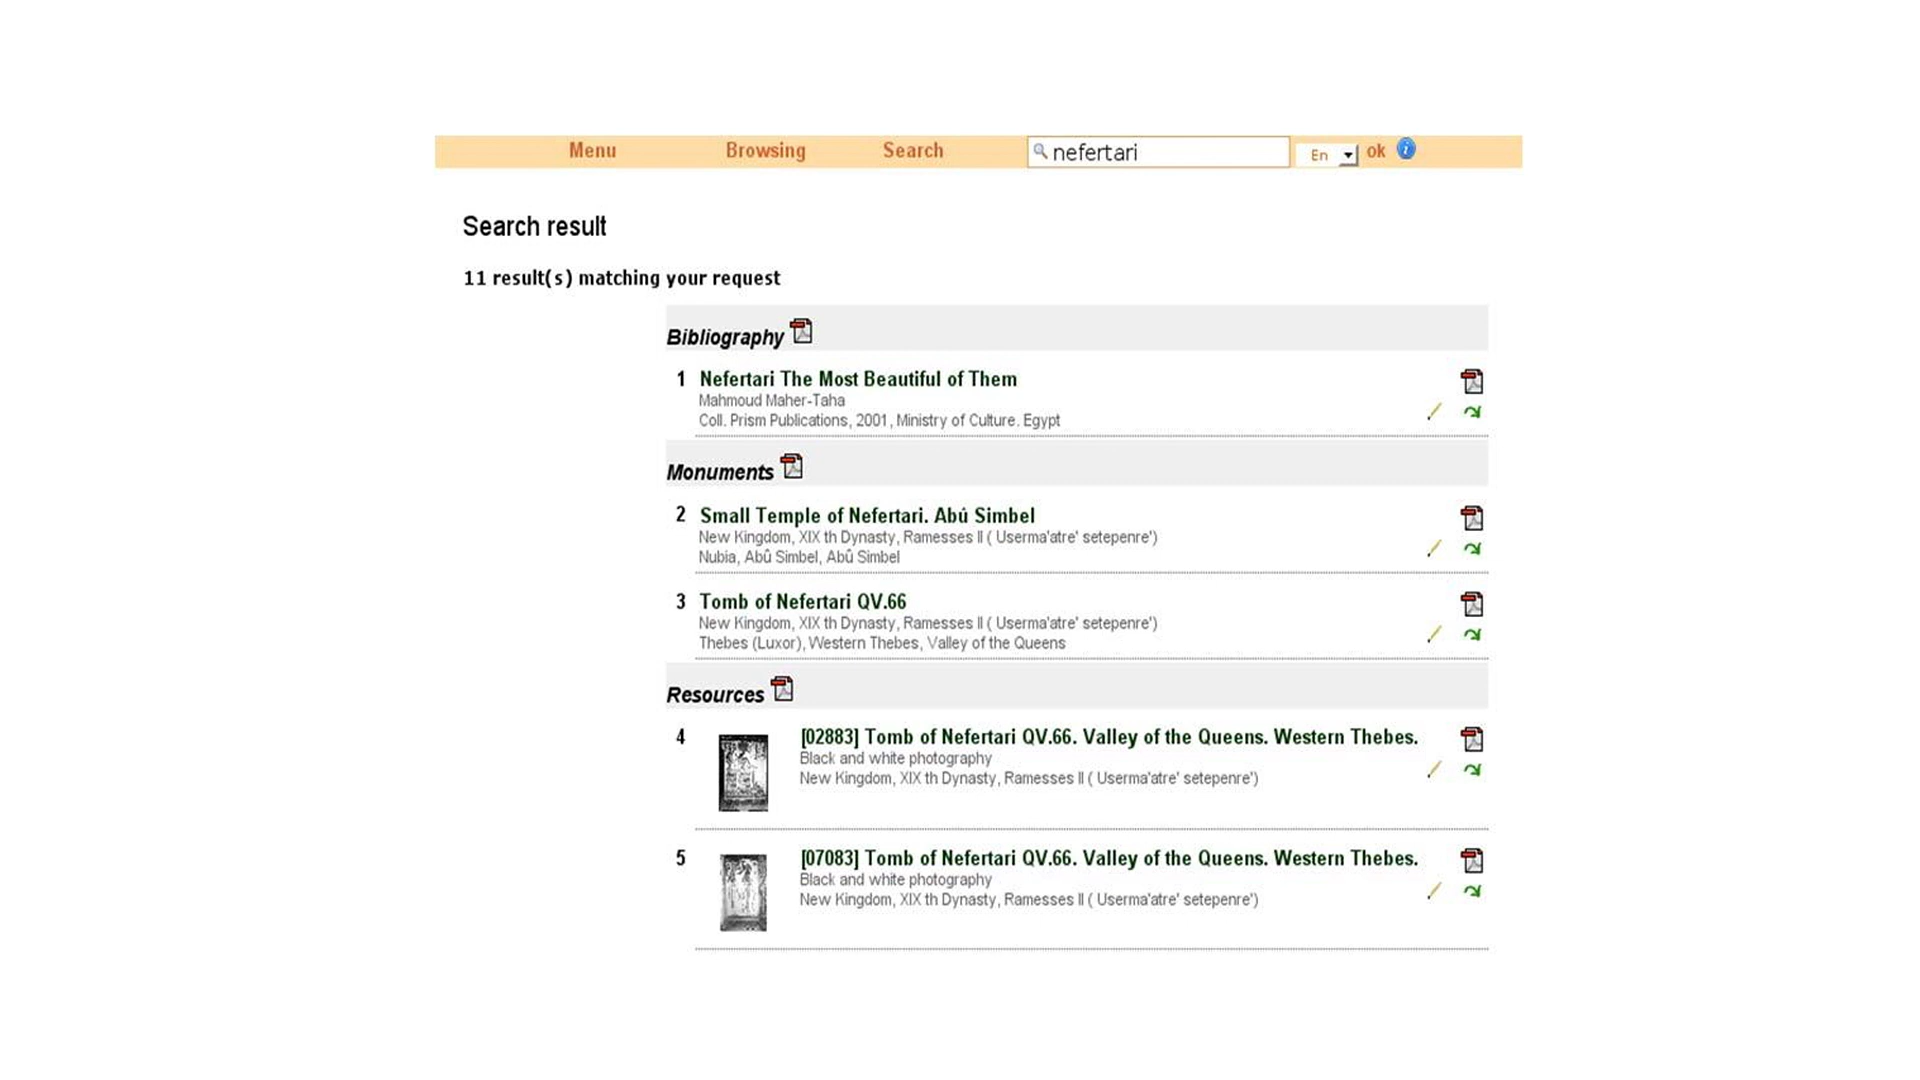 Menu Browsing Search nefertari En ok
Search result
11 result(s) matching your request
Bibliography
1 Nefertari The Most Beautiful of Them
Mahmoud Maher-Taha
Coll. Prism Publications, 2001, Ministry of Culture. Egypt
Monuments
2 Small Temple of Nefertari. Abû Simbel
New Kingdom, XIX th Dynasty, Ramesses II ( Userma'atre' setepenre')
Nubia, Abû Simbel, Abû Simbel
3 Tomb of Nefertari QV.66
New Kingdom, XIX th Dynasty, Ramesses II ( Userma'atre' setepenre')
Thebes (Luxor), Western Thebes, Valley of the Queens
Resources
4 [02883] Tomb of Nefertari QV.66. Valley of the Queens. Western Thebes.
Black and white photography
New Kingdom, XIX th Dynasty, Ramesses II ( Userma'atre' setepenre')
5 [07083] Tomb of Nefertari QV.66. Valley of the Queens. Western Thebes.
Black and white photography
New Kingdom, XIX th Dynasty, Ramesses II ( Userma'atre' setepenre')